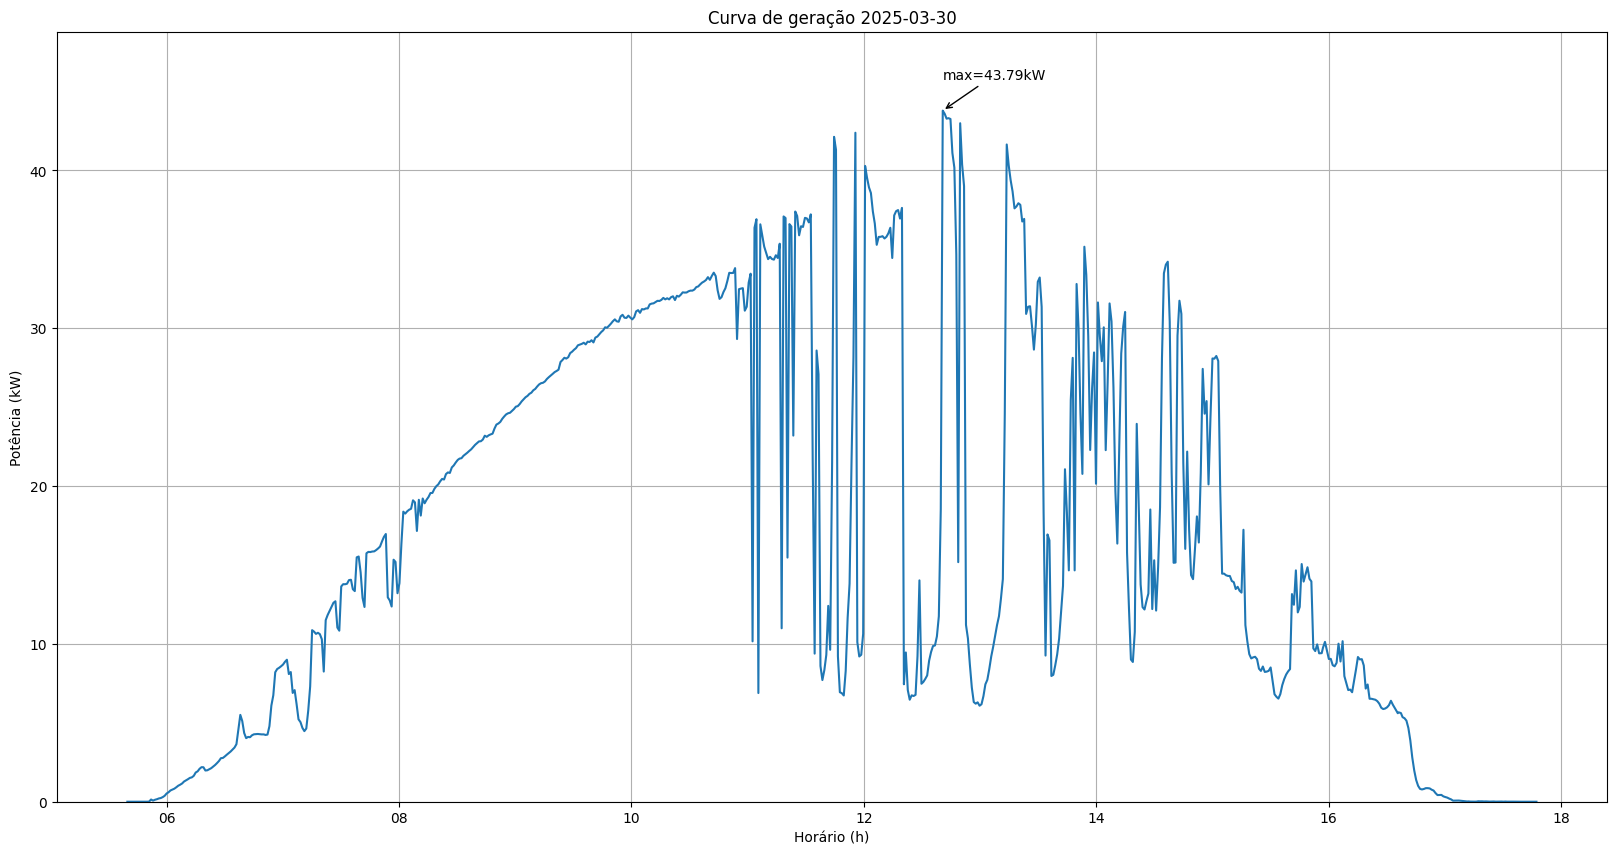 Curva de geração 2025-03-30
max=43.79kW
Potência (kW)
40
30
20
10
0
06 08 10 12 14 16 18
Horário (h)